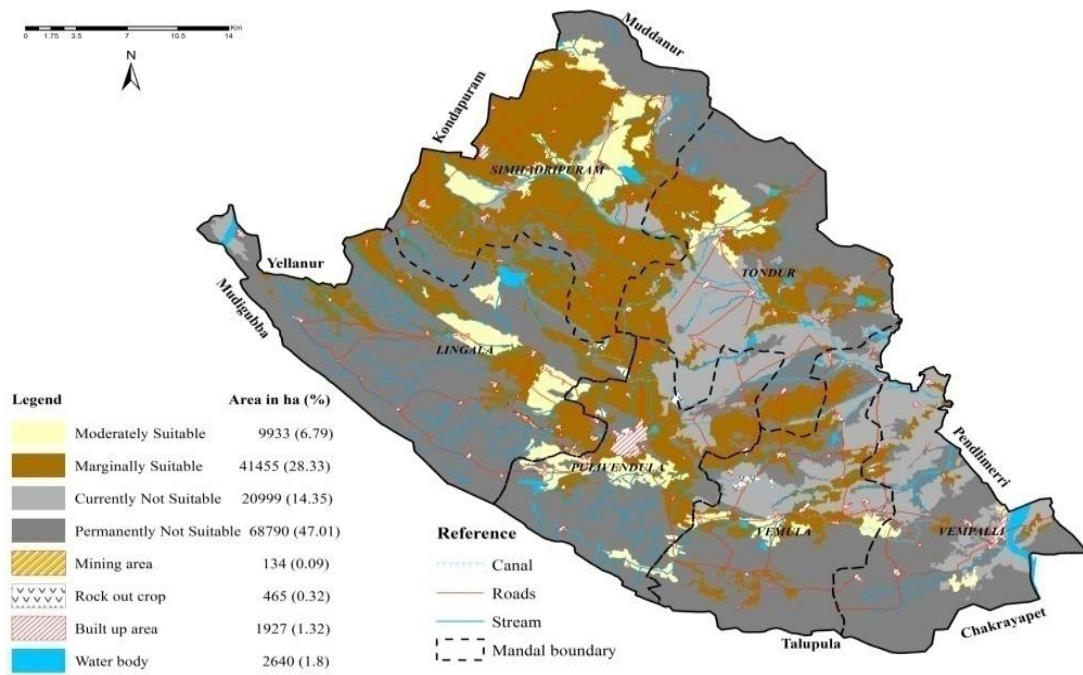 Km
0 1.75 3.5 7 10.5 14
N
Muddanur
Kondapuram
SIMHADRIPURAM
Yellanur
Mudigubba
TONDUR
LINGALA
Pendlimerri
PULIVENDULA
VEMULA
VEMPALLI
Talupula
Chakrayapet
Legend Area in ha (%)
Moderately Suitable 9933 (6.79)
Marginally Suitable 41455 (28.33)
Currently Not Suitable 20999 (14.35)
Permanently Not Suitable 68790 (47.01)
Mining area 134 (0.09)
Rock out crop 465 (0.32)
Built up area 1927 (1.32)
Water body 2640 (1.8)
Reference
Canal
Roads
Stream
Mandal boundary